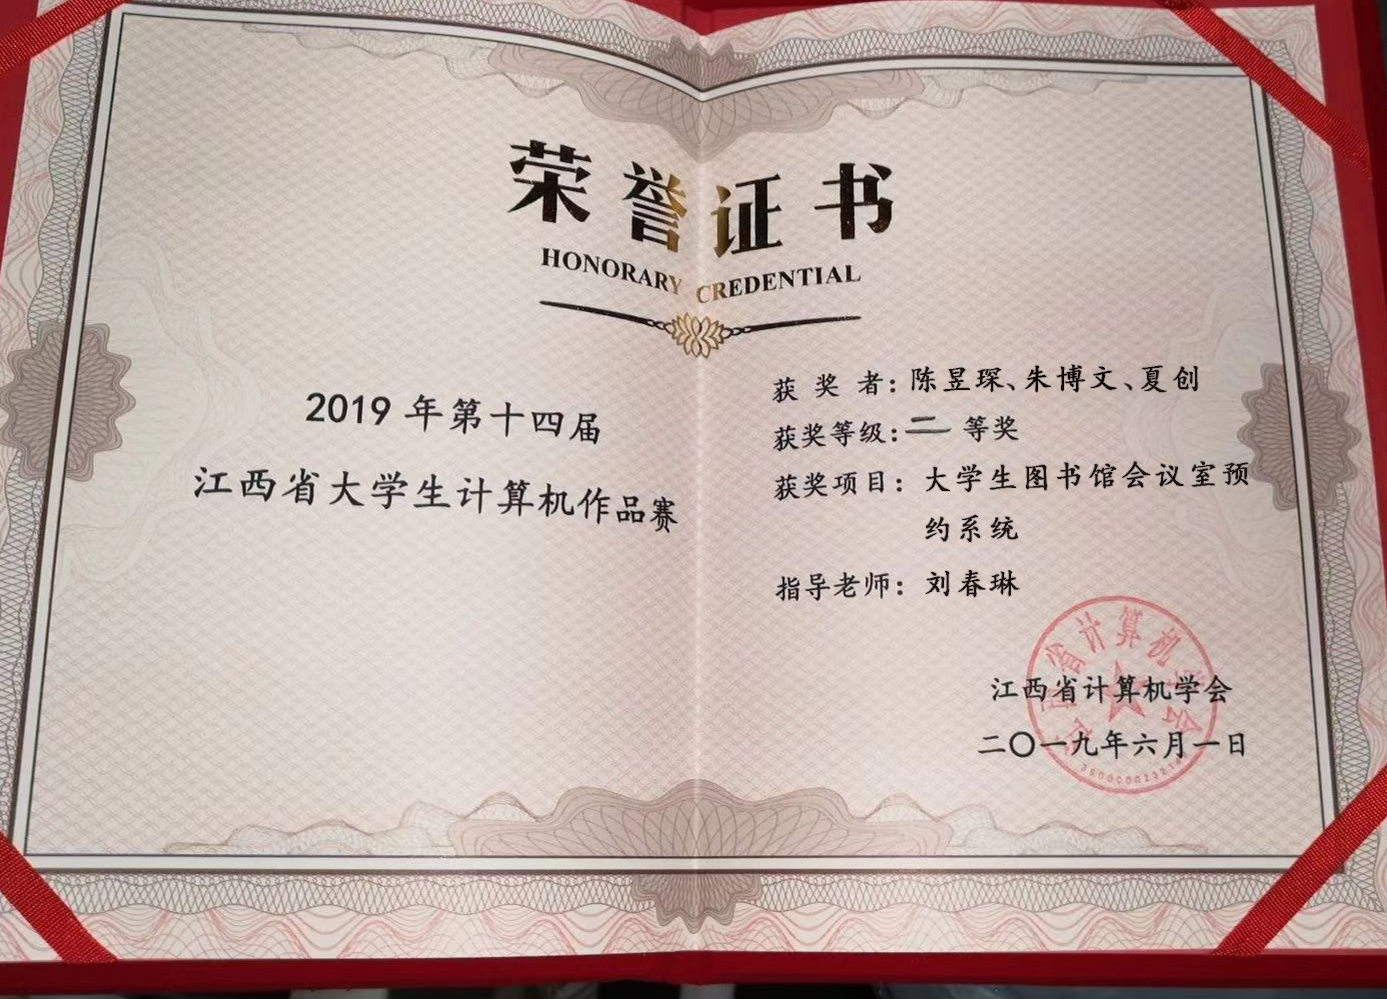 荣誉证书
HONORARY CREDENTIAL
2019年第十四届
江西省大学生计算机作品赛
获奖者:陈昱琛、朱博文、夏创
获奖等级:二等奖
获奖项目:大学生图书馆会议室预
约系统
指导老师:刘春琳
江西省计算机学会
二〇一九年六月一日
江西省计算机学会